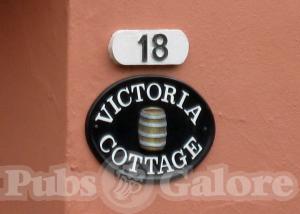 18
VICTORIA
COTTAGE
Pubs Galore